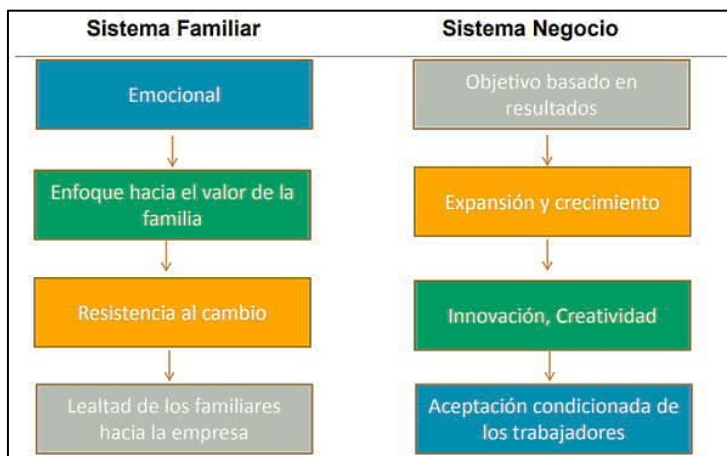 Sistema Familiar
Sistema Negocio
Emocional
Objetivo basado en
resultados
Enfoque hacia el valor de la
familia
Expansión y crecimiento
Resistencia al cambio
Innovación, Creatividad
Lealtad de los familiares
hacia la empresa
Aceptación condicionada de
los trabajadores